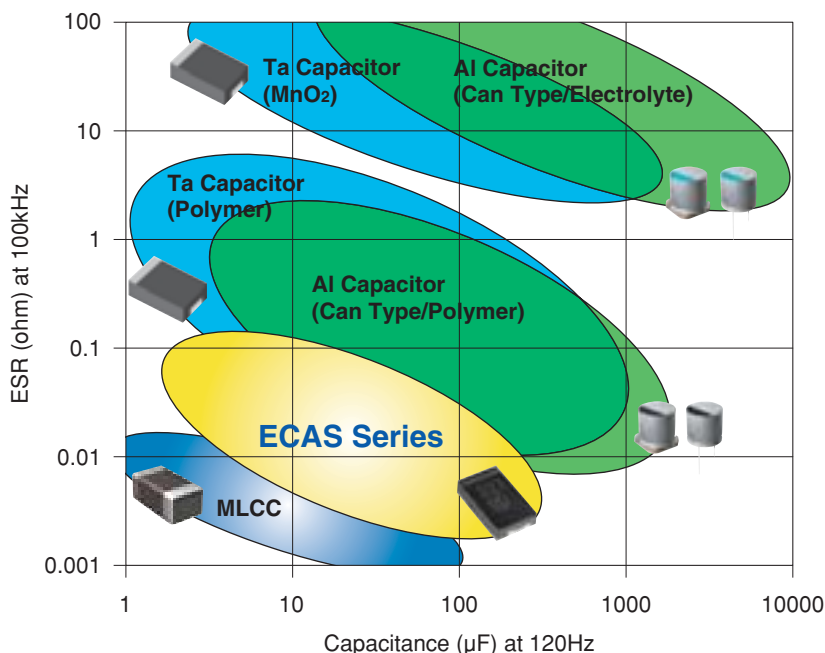 100
10
1
0.1
0.01
0.001
ESR (ohm) at 100kHz
Ta Capacitor
(MnO2)
Al Capacitor
(Can Type/Electrolyte)
Ta Capacitor
(Polymer)
Al Capacitor
(Can Type/Polymer)
ECAS Series
MLCC
1
10
100
1000
10000
Capacitance (µF) at 120Hz